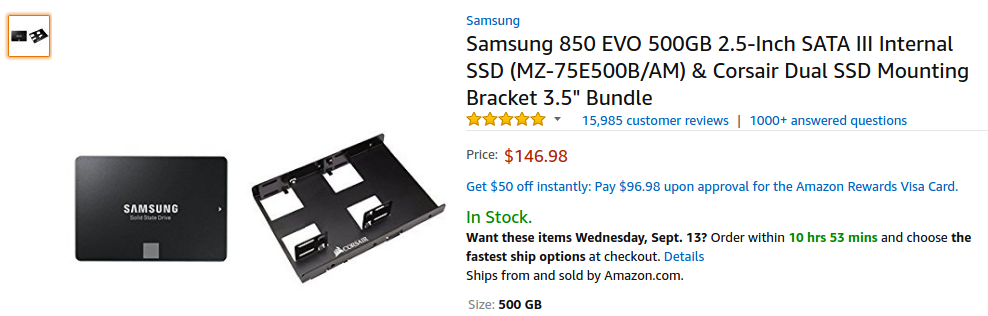 Samsung
Samsung 850 EVO 500GB 2.5-Inch SATA III Internal
SSD (MZ-75E500B/AM) & Corsair Dual SSD Mounting
Bracket 3.5" Bundle
15,985 customer reviews | 1000+ answered questions
Price: $146.98
Get $50 off instantly: Pay $96.98 upon approval for the Amazon Rewards Visa Card.
In Stock.
Want these items Wednesday, Sept. 13? Order within 10 hrs 53 mins and choose the
fastest ship options at checkout. Details
Ships from and sold by Amazon.com.
Size: 500 GB
SAMSUNG
Solid State Drive
CORSAIR